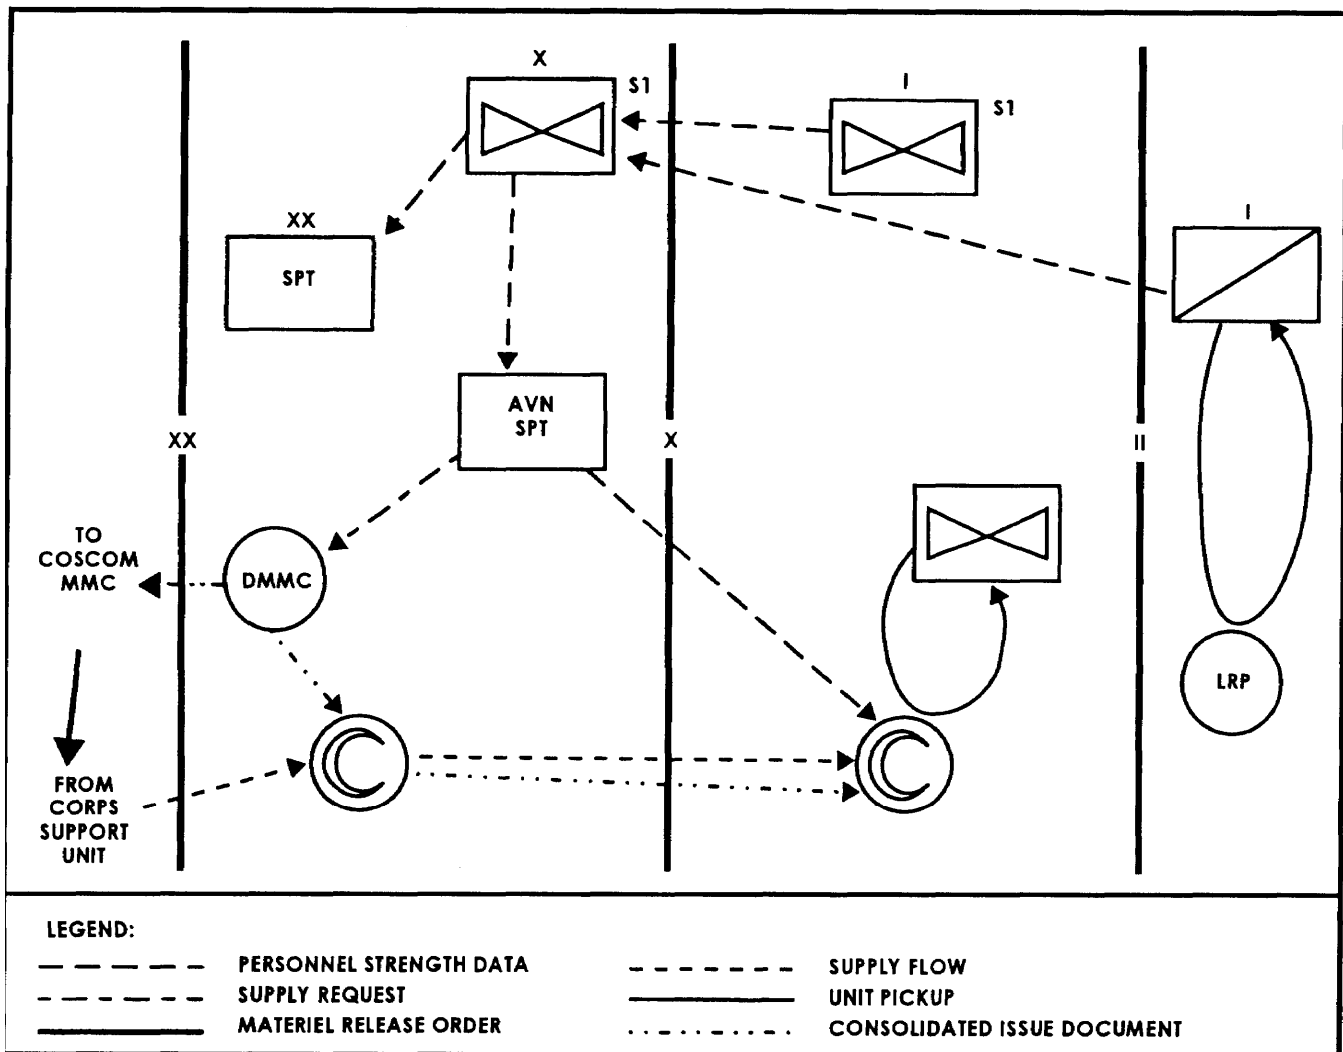 X
S1
I
S1
XX
SPT
I
AVN
SPT
XX
X
II
TO
COSCOM
MMC
DMMC
LRP
FROM
CORPS
SUPPORT
UNIT
LEGEND:
PERSONNEL STRENGTH DATA
SUPPLY FLOW
SUPPLY REQUEST
UNIT PICKUP
MATERIEL RELEASE ORDER
CONSOLIDATED ISSUE DOCUMENT